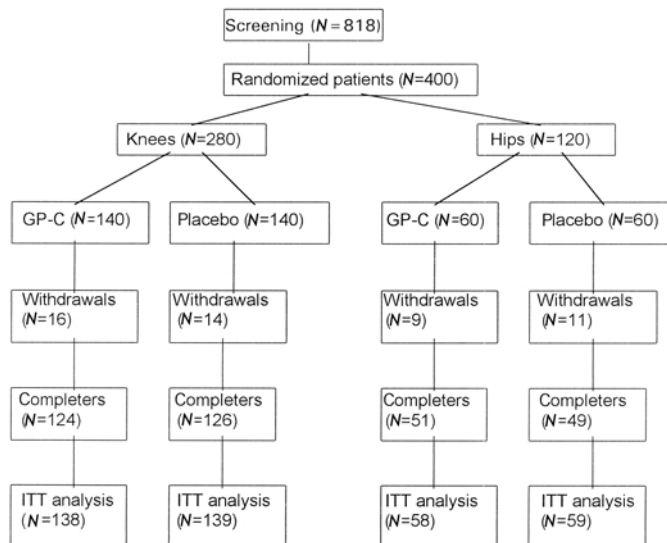 Screening (N=818)
Randomized patients (N=400)
Knees (N=280)
Hips (N=120)
GP-C (N=140)
Placebo (N=140)
GP-C (N=60)
Placebo (N=60)
Withdrawals
(N=16)
Withdrawals
(N=14)
Withdrawals
(N=9)
Withdrawals
(N=11)
Completers
(N=124)
Completers
(N=126)
Completers
(N=51)
Completers
(N=49)
ITT analysis
(N=138)
ITT analysis
(N=139)
ITT analysis
(N=58)
ITT analysis
(N=59)